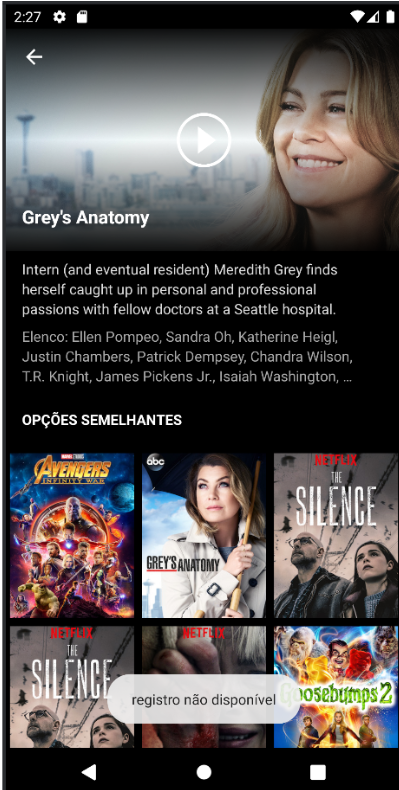 2:27
Grey's Anatomy
Intern (and eventual resident) Meredith Grey finds
herself caught up in personal and professional
passions with fellow doctors at a Seattle hospital.
Elenco: Ellen Pompeo, Sandra Oh, Katherine Heigl,
Justin Chambers, Patrick Dempsey, Chandra Wilson,
T.R. Knight, James Pickens Jr., Isaiah Washington, ...
OPÇÕES SEMELHANTES
MARVEL STUDIOS
AVENGERS
INFINITY WAR
abc
GREY'S ANATOMY
NETFLIX
THE
SILENCE
NETFLIX
THE
SILENCE
NETFLIX
Goosebumps 2
registro não disponível